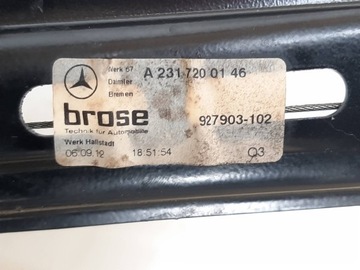 Werk 67
Daimler
Bremen
A 231 720 01 46
brose
Technik für Automobile
927903-102
Werk Hallstadt
06.09.12
18:51:54
Q3